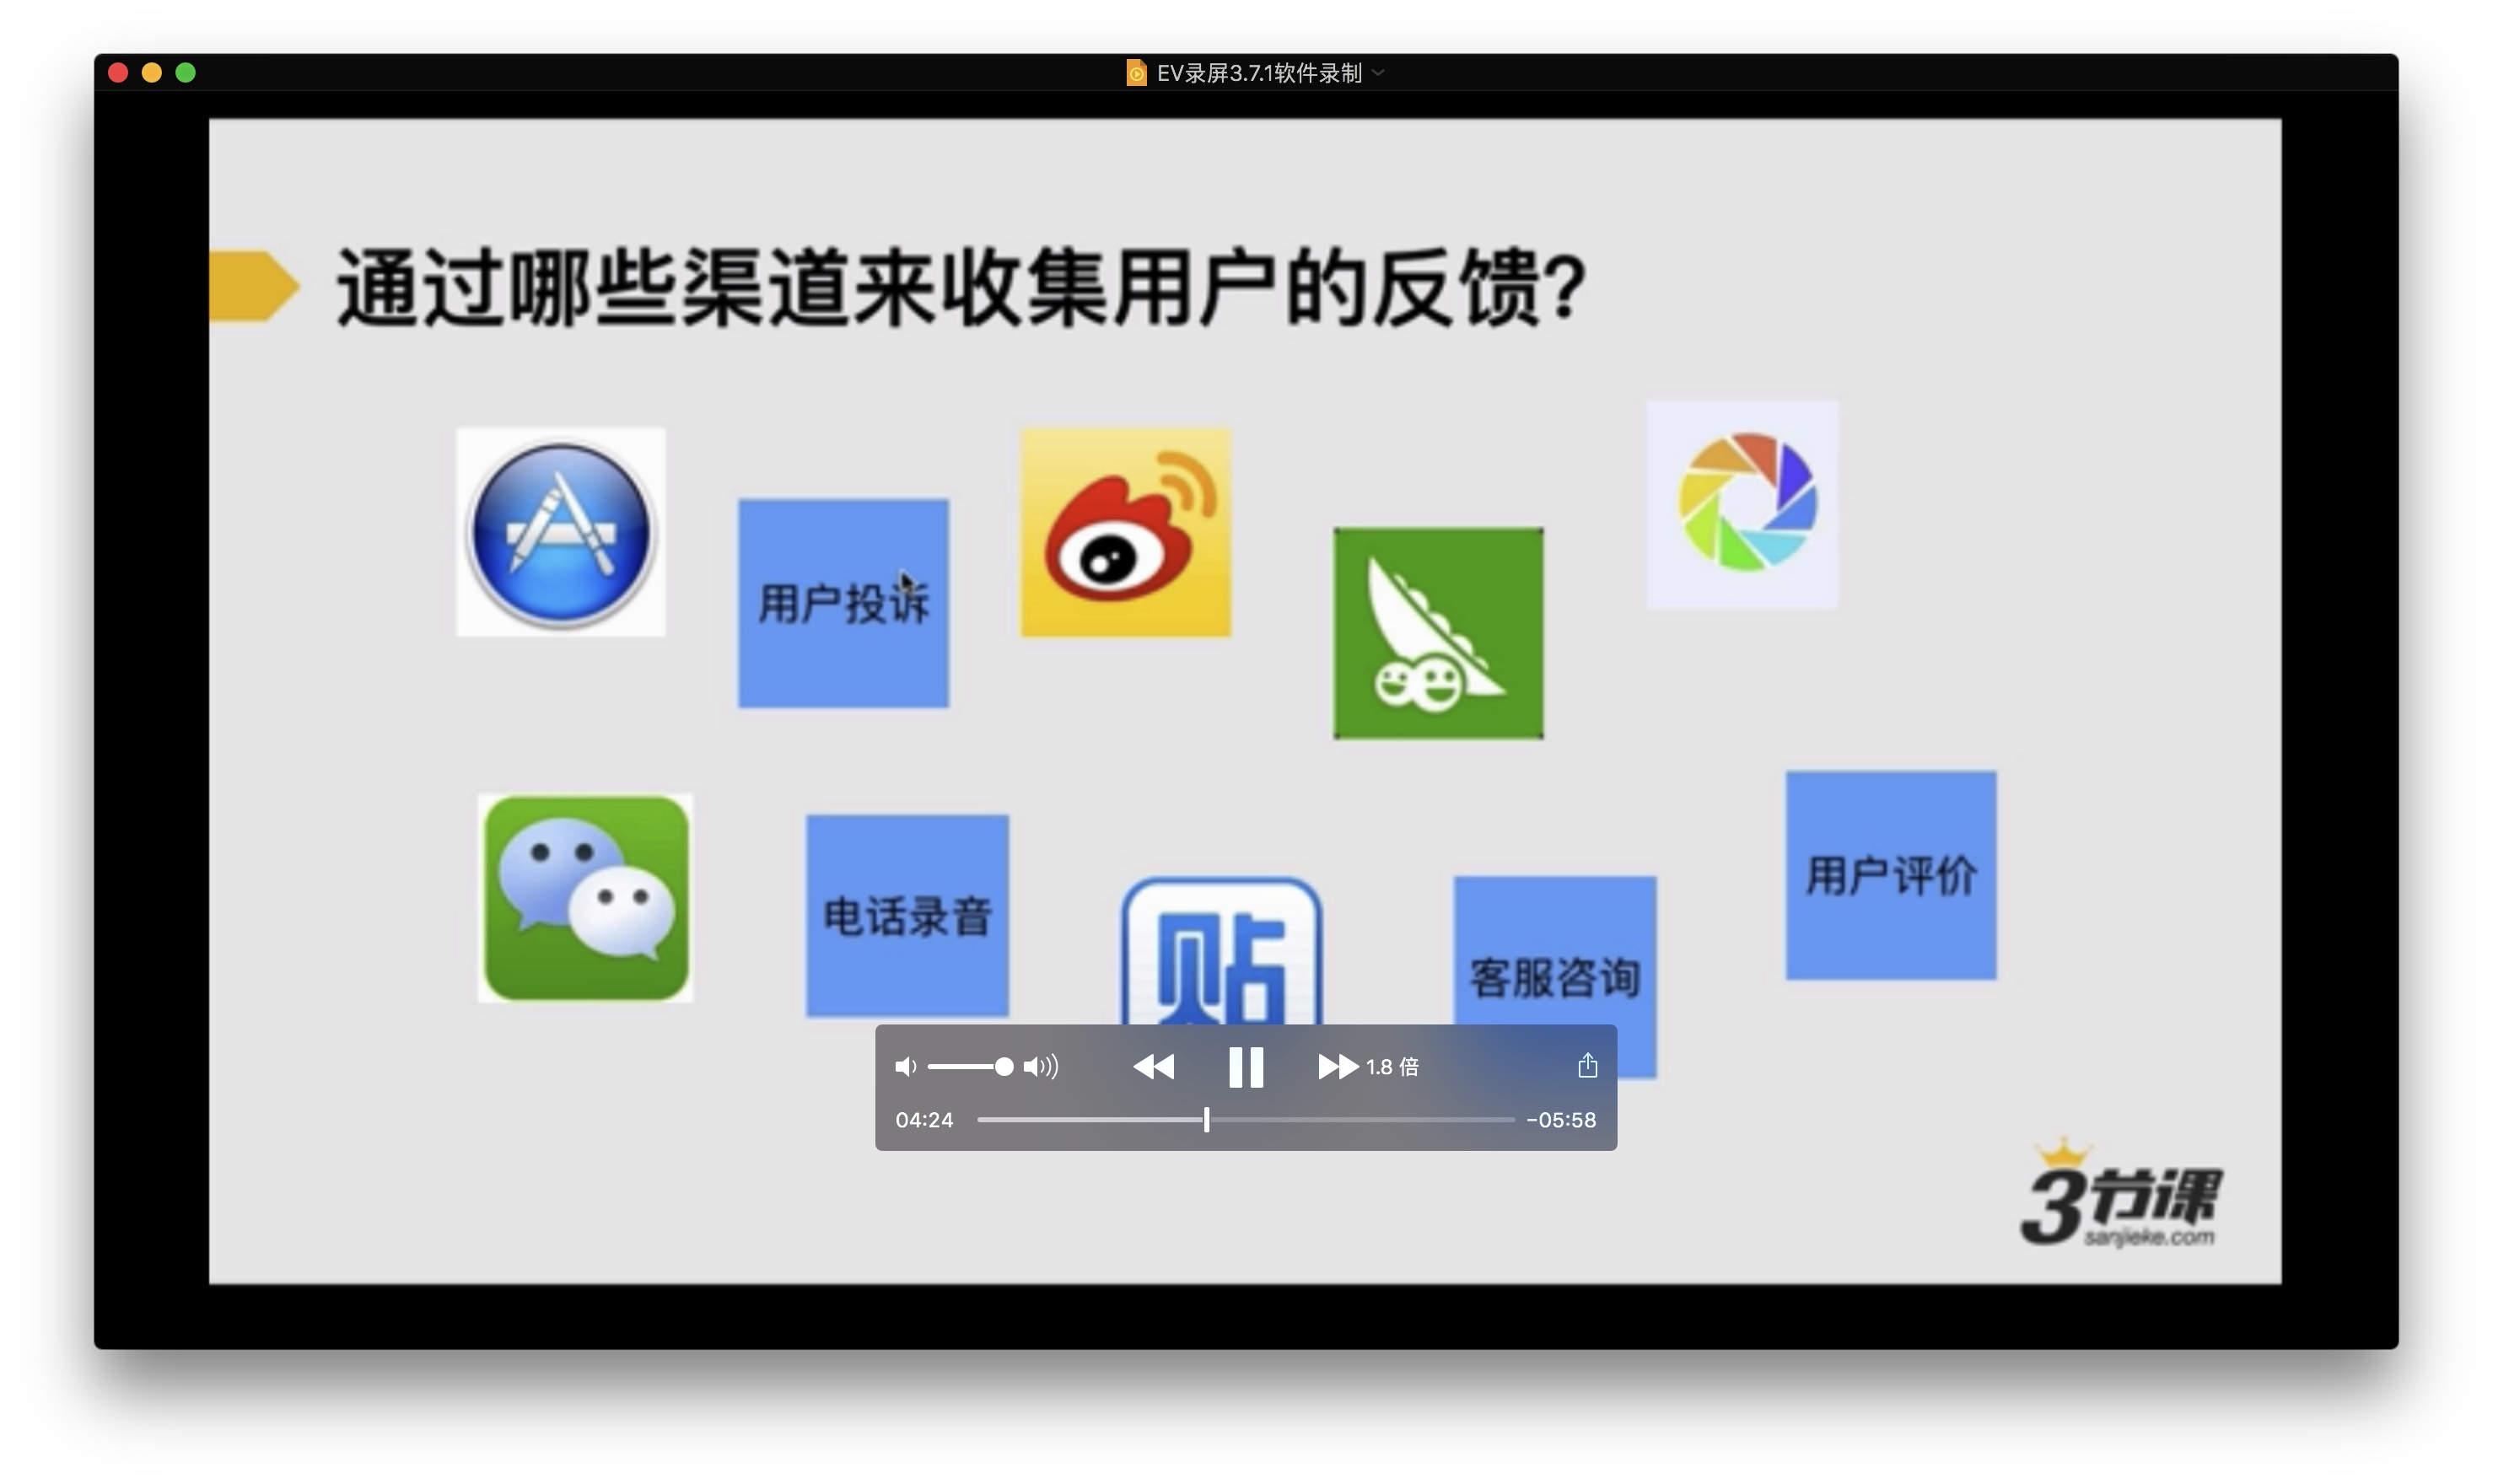 EV录屏3.7.1软件录制
通过哪些渠道来收集用户的反馈?
用户投诉
用户评价
电话录音
贴
客服咨询
1.8 倍
04:24
-05:58
3节课
sanjieke.com